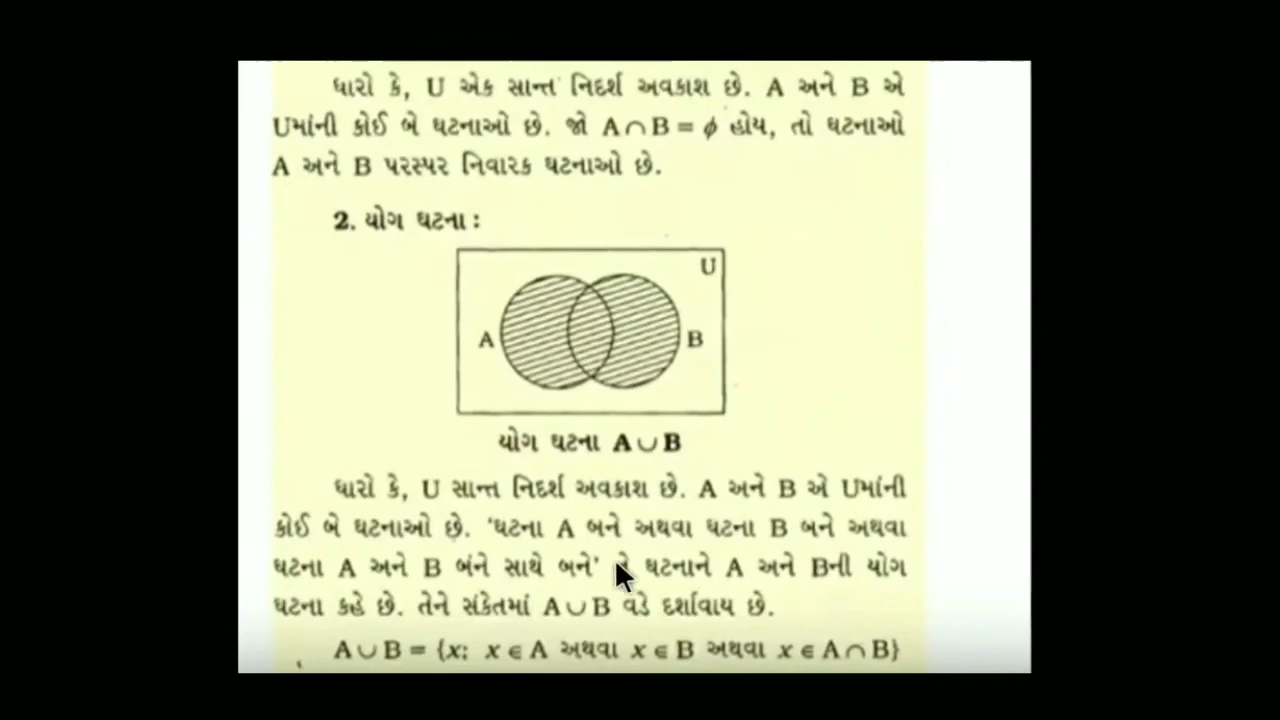 ધારો કે, U એક સાન્ત નિદર્શ અવકાશ છે. A અને B એ
Uમાંની કોઈ બે ઘટનાઓ છે. જો A∩B = ϕ હોય, તો ઘટનાઓ
A અને B પરસ્પર નિવારક ઘટનાઓ છે.
2. યોગ ઘટના :
U
A
B
યોગ ઘટના A∪B
ધારો કે, U સાન્ત નિદર્શ અવકાશ છે. A અને B એ Uમાંની
કોઈ બે ઘટનાઓ છે. 'ઘટના A બને અથવા ઘટના B બને અથવા
ઘટના A અને B બંને સાથે બને' ઘટનાને A અને Bની યોગ
ઘટના કહે છે. તેને સંકેતમાં A∪B વડે દર્શાવાય છે.
A∪B = {x; x∈A અથવા x∈B અથવા x∈A∩B}